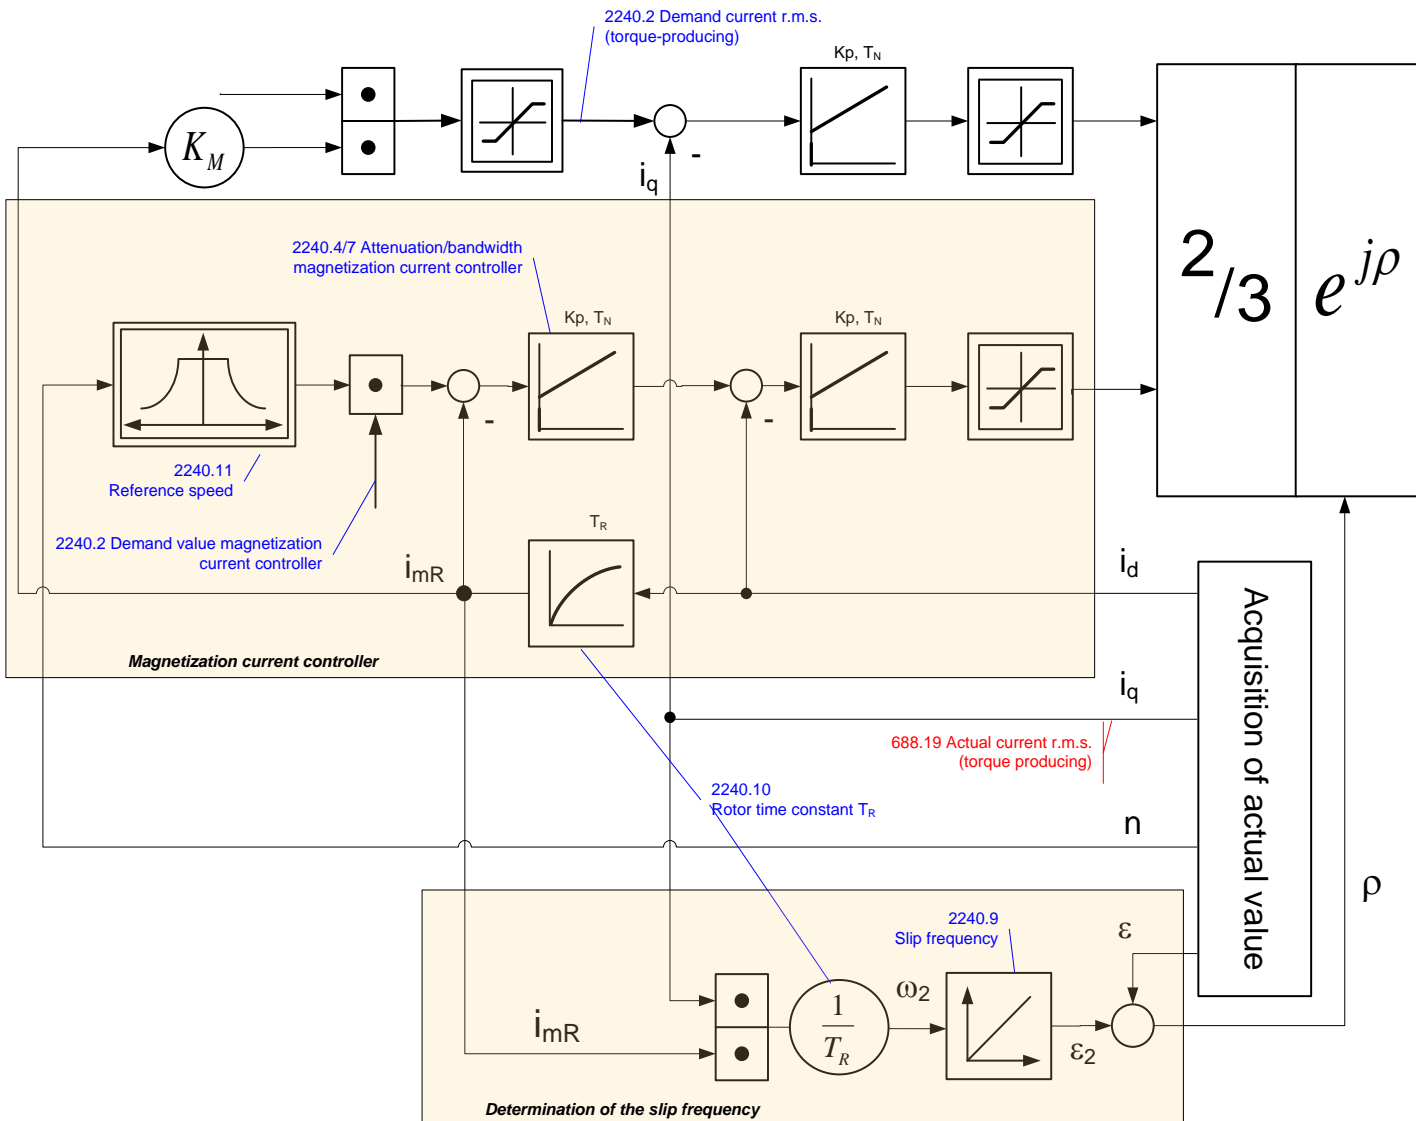 2240.2 Demand current r.m.s.
(torque-producing)
Kp, TN
KM
-
iq
2240.4/7 Attenuation/bandwidth
magnetization current controller
2/3
e jρ
Kp, TN
Kp, TN
-
-
2240.11
Reference speed
2240.2 Demand value magnetization
current controller
TR
imR
id
Magnetization current controller
iq
688.19 Actual current r.m.s.
(torque producing)
Acquisition of actual value
2240.10
Rotor time constant TR
n
ρ
2240.9
Slip frequency
ε
ω2
1
TR
imR
ε2
Determination of the slip frequency